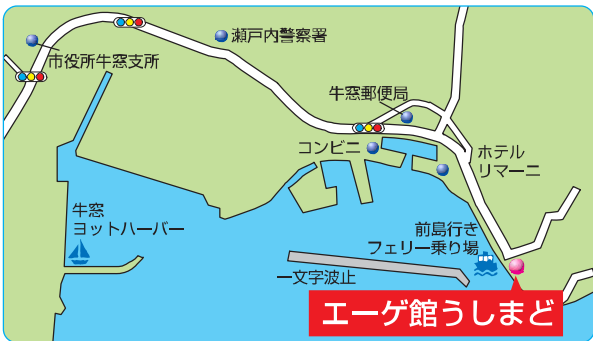 瀬戸内警察署
市役所牛窓支所
牛窓郵便局
コンビニ
ホテル
リマーニ
牛窓
ヨットハーバー
前島行き
フェリー乗り場
一文字波止
エーゲ館うしまど